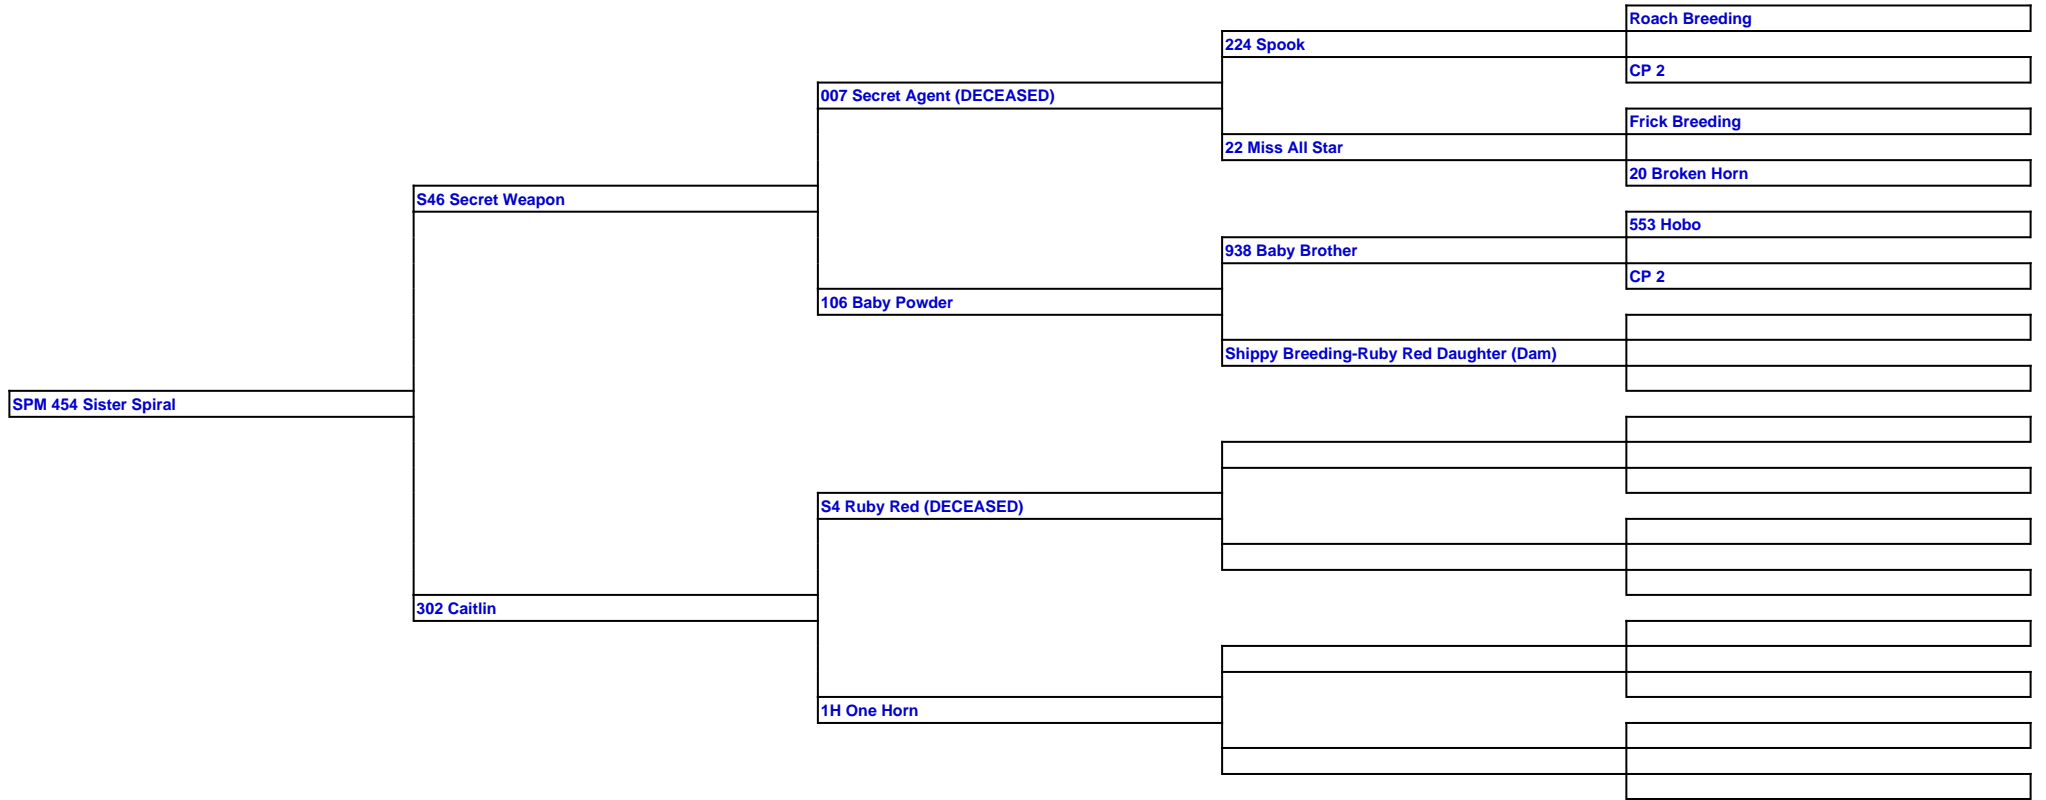 Roach Breeding
224 Spook
CP 2
007 Secret Agent (DECEASED)
Frick Breeding
22 Miss All Star
20 Broken Horn
S46 Secret Weapon
553 Hobo
938 Baby Brother
CP 2
106 Baby Powder
Shippy Breeding-Ruby Red Daughter (Dam)
SPM 454 Sister Spiral
S4 Ruby Red (DECEASED)
302 Caitlin
1H One Horn